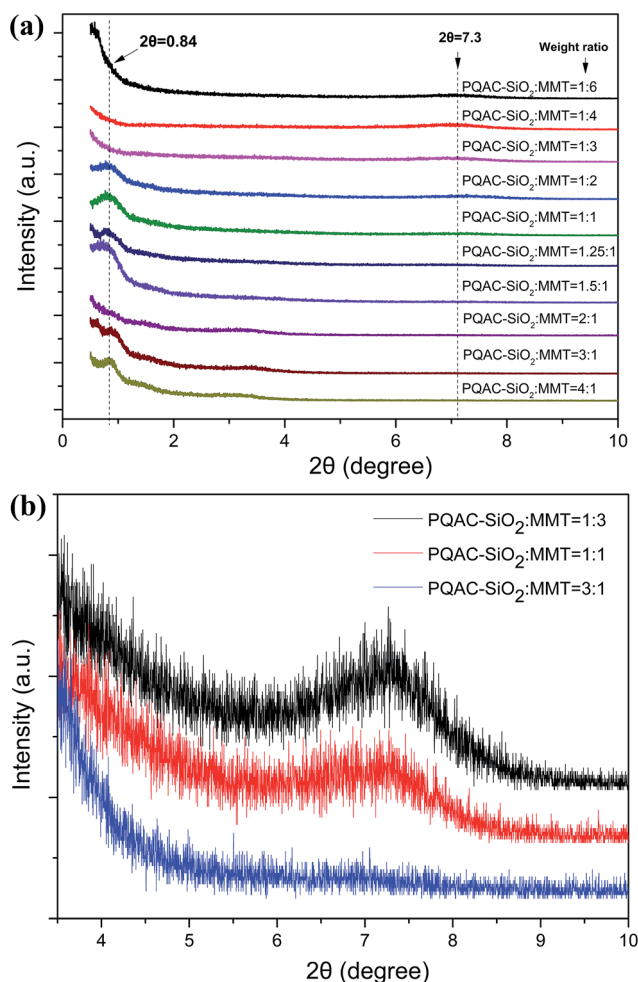 (a)
2θ=0.84
2θ=7.3
Weight ratio
PQAC-SiO2:MMT=1:6
PQAC-SiO2:MMT=1:4
PQAC-SiO2:MMT=1:3
PQAC-SiO2:MMT=1:2
PQAC-SiO2:MMT=1:1
PQAC-SiO2:MMT=1.25:1
PQAC-SiO2:MMT=1.5:1
PQAC-SiO2:MMT=2:1
PQAC-SiO2:MMT=3:1
PQAC-SiO2:MMT=4:1
Intensity (a.u.)
0 2 4 6 8 10
2θ (degree)
(b)
PQAC-SiO2:MMT=1:3
PQAC-SiO2:MMT=1:1
PQAC-SiO2:MMT=3:1
Intensity (a.u.)
4 5 6 7 8 9 10
2θ (degree)